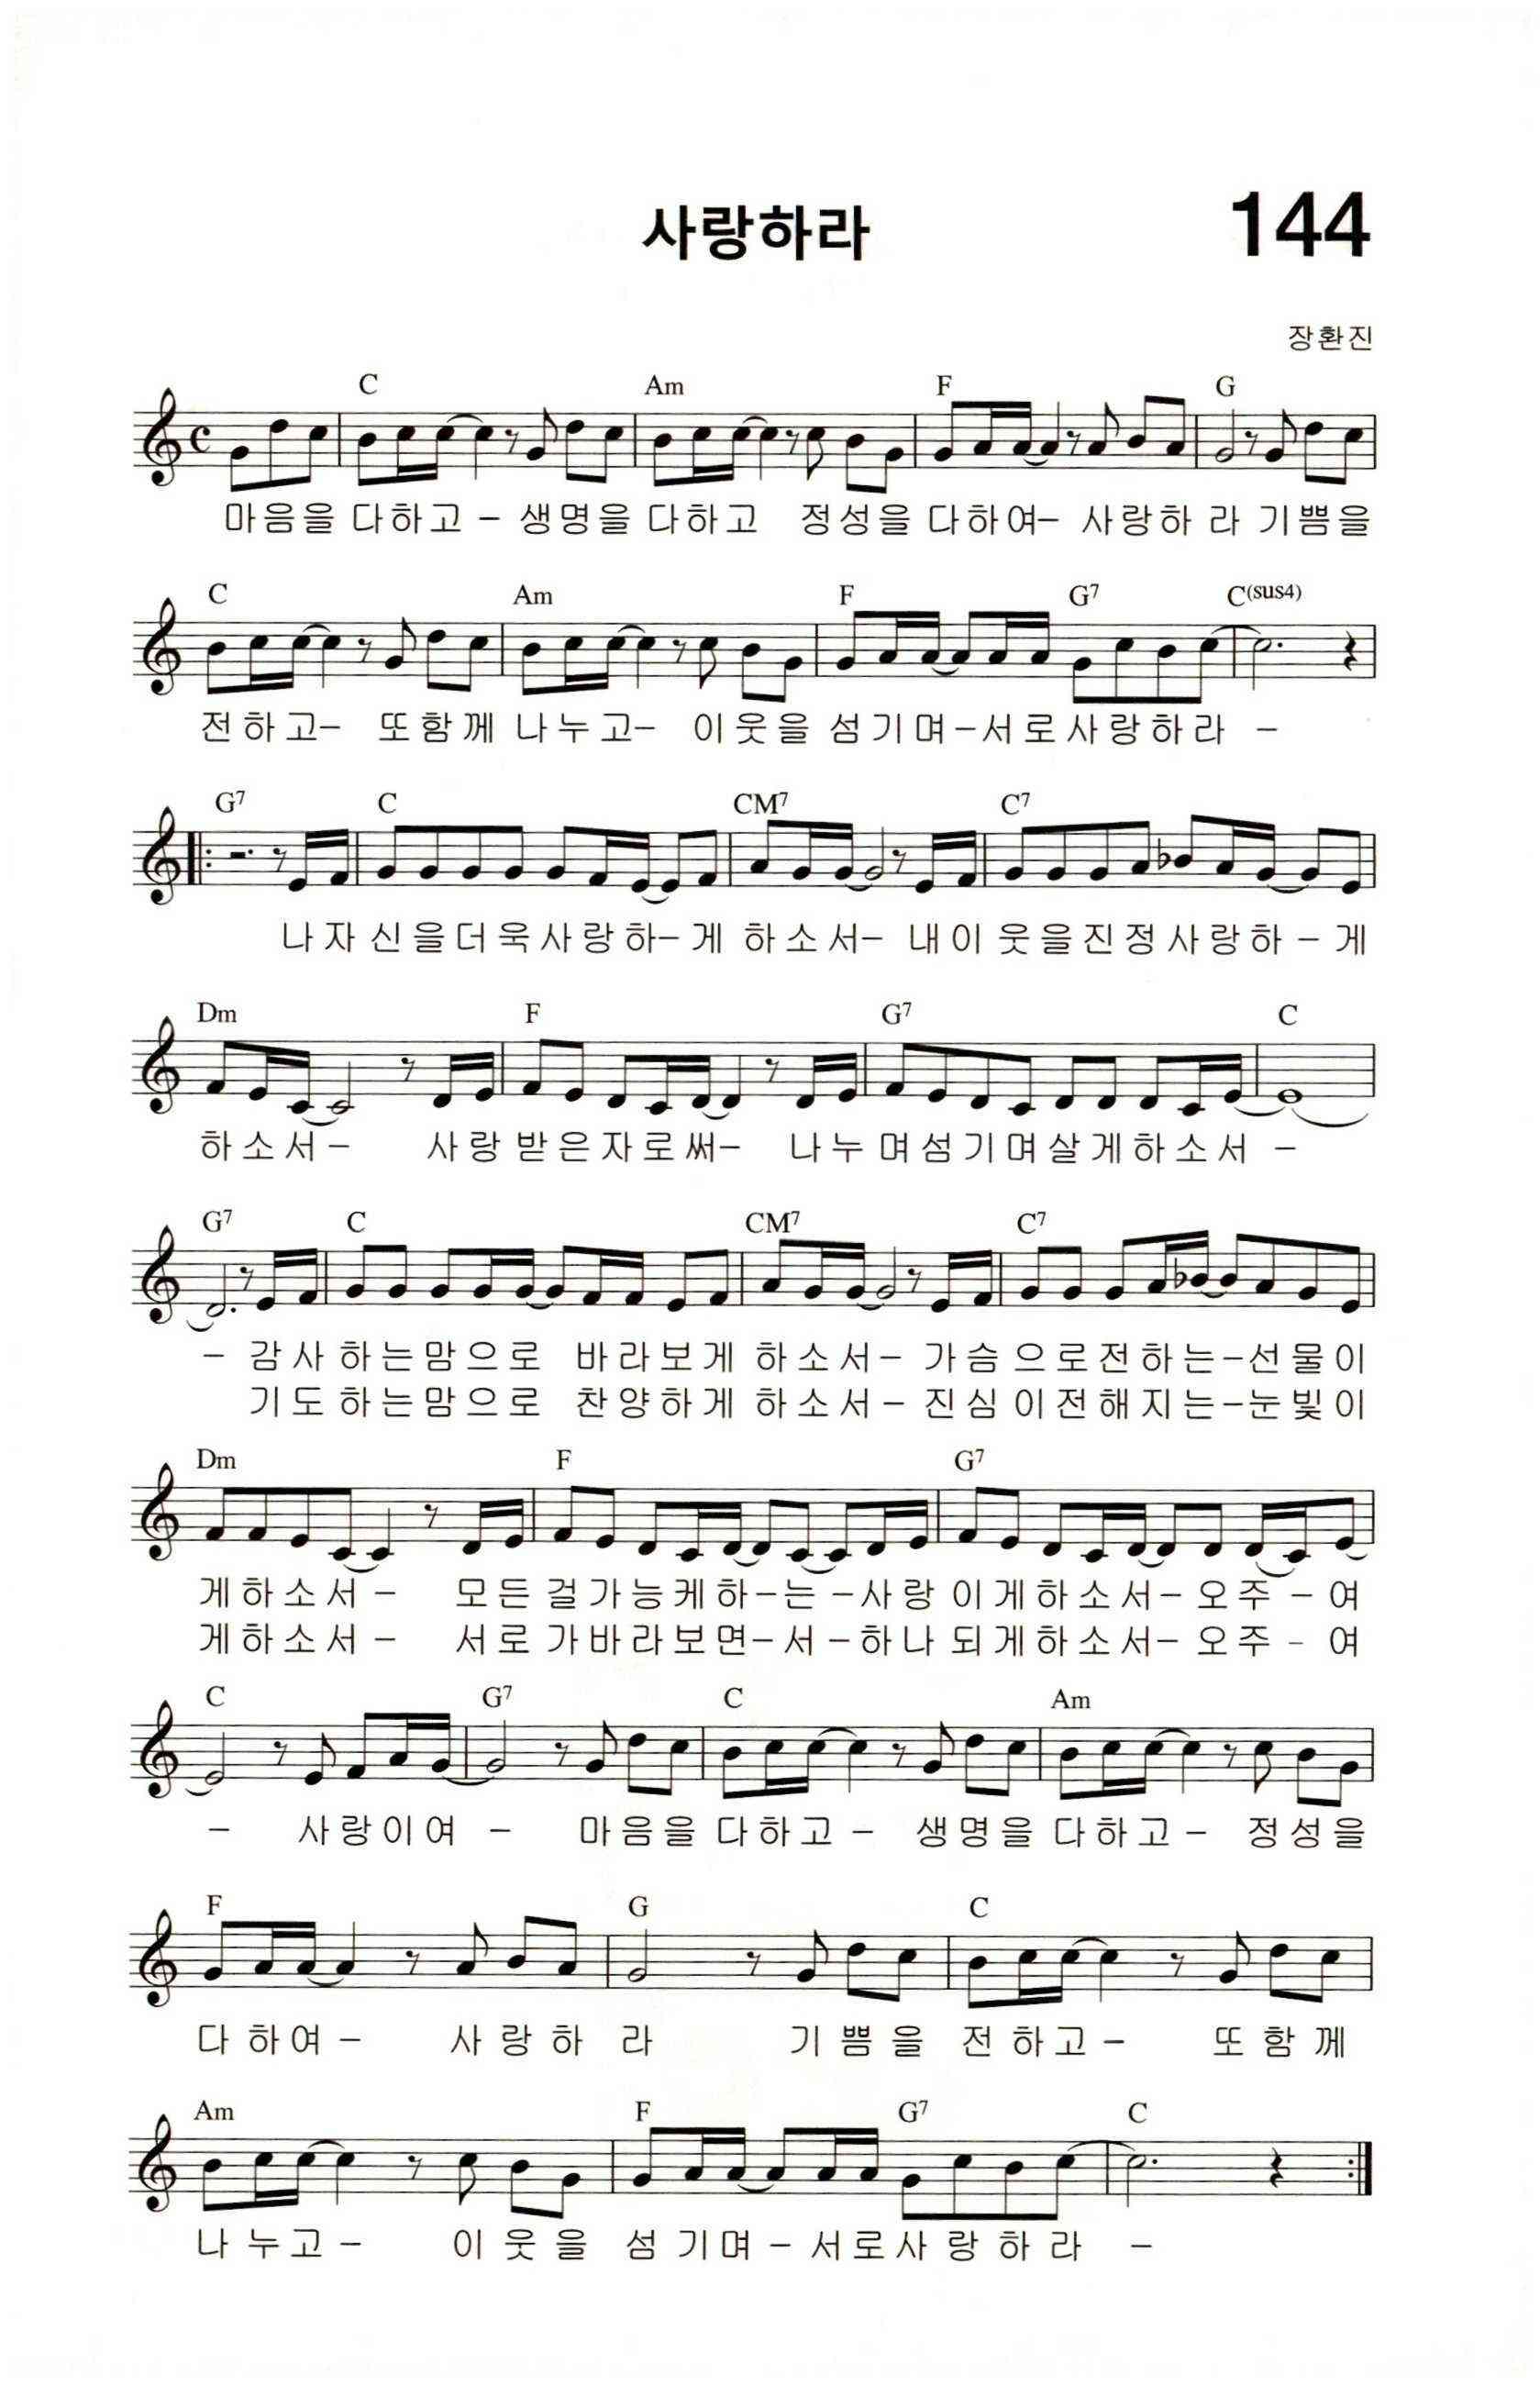 사랑하라 144
장환진
C Am F G
마음을 다하고 - 생명을 다하고 정성을 다하여- 사랑하 라 기쁨을
C Am F G7 C(sus4)
전하고- 또함께 나누고- 이웃을 섬기며-서로사랑하라 -
G7 C CM7 C7
나자 신을더욱사랑하-게 하소서- 내이 웃을진정사랑하-게
Dm F G7 C
하소서- 사랑 받은자로써- 나누 며섬기며살게하소서 -
G7 C CM7 C7
- 감사 하는맘으로 바라보게 하소서- 가슴 으로전하는-선물이
기도 하는맘으로 찬양하게 하소서- 진심 이전해지는-눈빛이
Dm F G7
게하소서 - 모든 걸가능케하-는 -사랑 이게하소서- 오주 - 여
게하소서 - 서로 가바라보면-서-하나 되게하소서- 오주 - 여
C G7 C Am
- 사랑이여 - 마음을 다하고 - 생명을 다하고 - 정성을
F G C
다 하여 - 사 랑 하 라 기 쁨 을 전 하고 - 또 함 께
Am F G7 C
나 누고 - 이 웃 을 섬 기며 - 서로사 랑 하 라 -